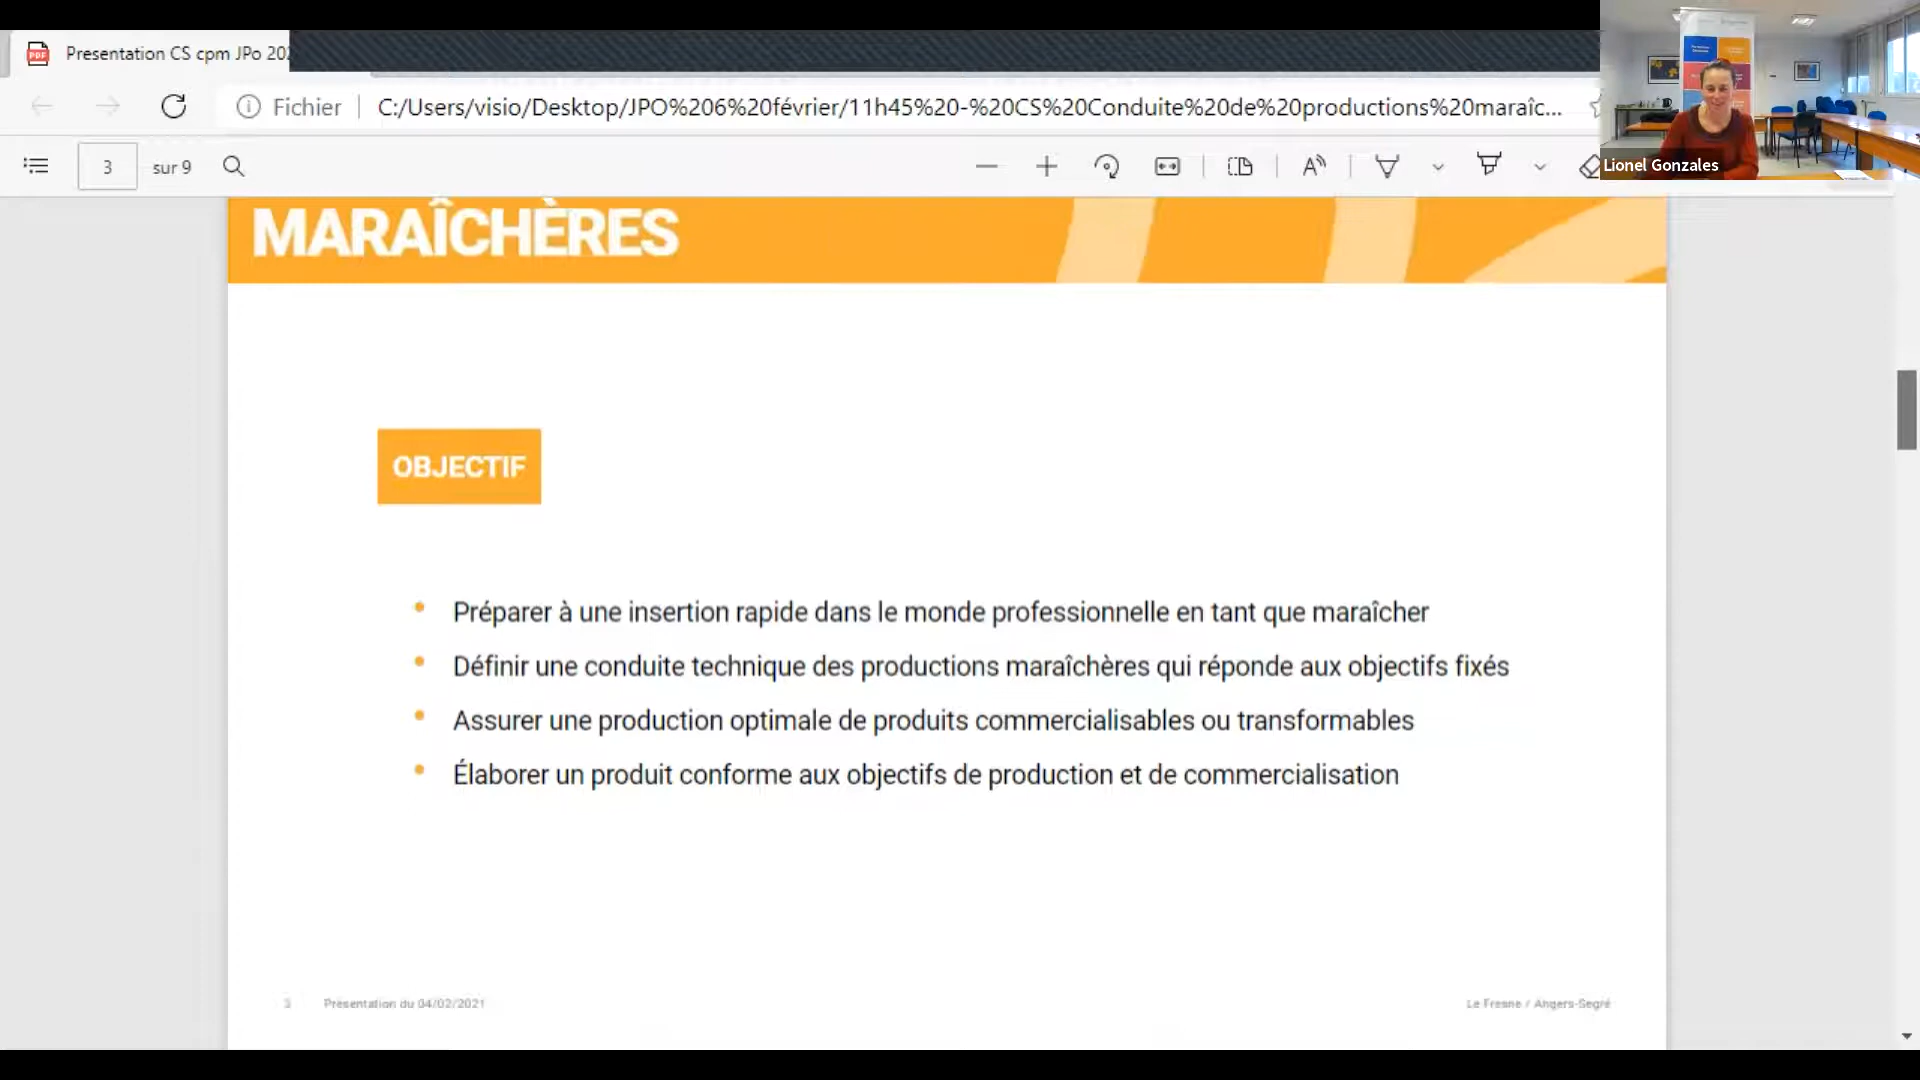 Presentation CS cpm JPo 202
Fichier
C:/Users/visio/Desktop/JPO%206%20février/11h45%20-%20CS%20Conduite%20de%20productions%20maraîc...
3 sur 9
Lionel Gonzales
MARAÎCHÈRES
OBJECTIF
• Préparer à une insertion rapide dans le monde professionnelle en tant que maraîcher
• Définir une conduite technique des productions maraîchères qui réponde aux objectifs fixés
• Assurer une production optimale de produits commercialisables ou transformables
• Élaborer un produit conforme aux objectifs de production et de commercialisation
3 Présentation du 04/02/2021
Le Fresne / Angers-Segré